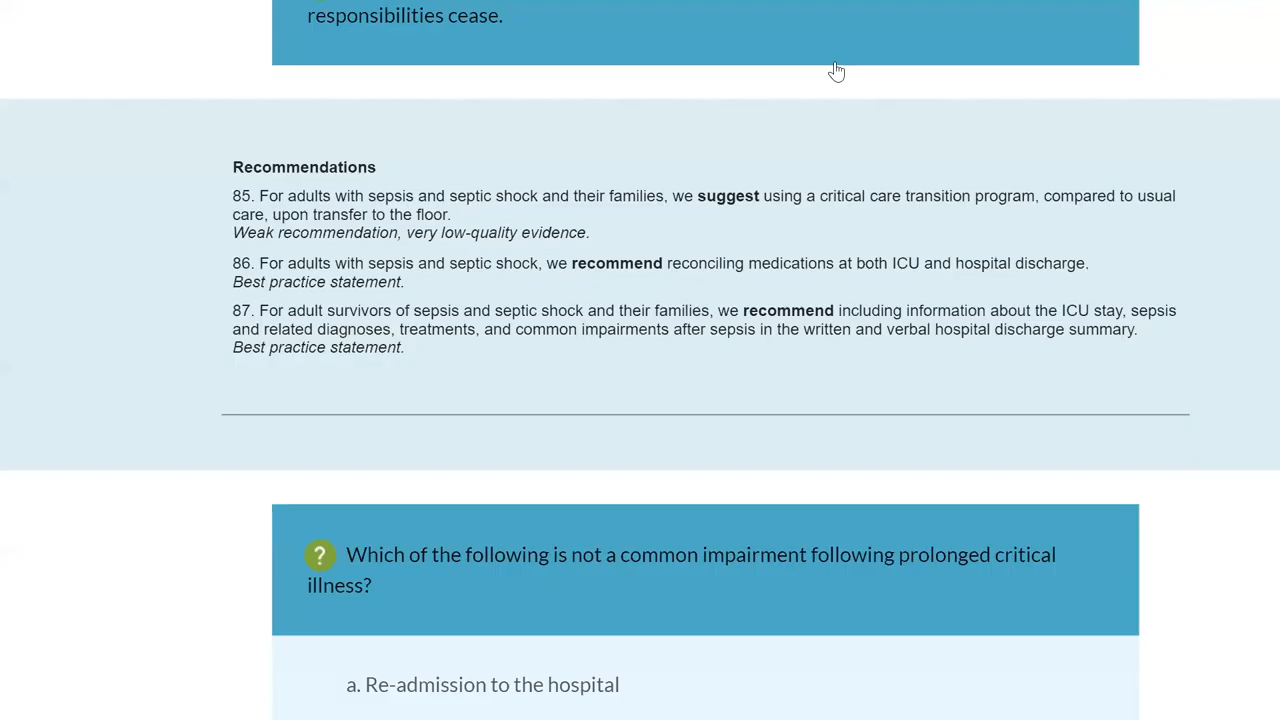 responsibilities cease.
Recommendations
85. For adults with sepsis and septic shock and their families, we suggest using a critical care transition program, compared to usual
care, upon transfer to the floor.
Weak recommendation, very low-quality evidence.
86. For adults with sepsis and septic shock, we recommend reconciling medications at both ICU and hospital discharge.
Best practice statement.
87. For adult survivors of sepsis and septic shock and their families, we recommend including information about the ICU stay, sepsis
and related diagnoses, treatments, and common impairments after sepsis in the written and verbal hospital discharge summary.
Best practice statement.
? Which of the following is not a common impairment following prolonged critical
illness?
a. Re-admission to the hospital